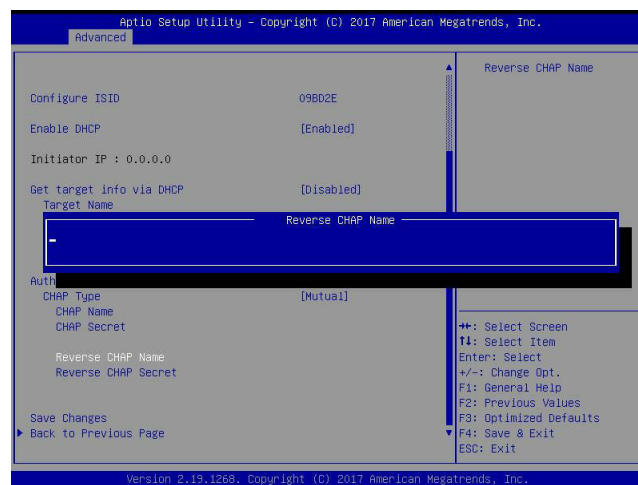 Aptio Setup Utility – Copyright (C) 2017 American Megatrends, Inc.
Advanced
Configure ISID 09BD2E
Enable DHCP [Enabled]
Initiator IP : 0.0.0.0
Get target info via DHCP [Disabled]
Target Name
Reverse CHAP Name
Auth
CHAP Type [Mutual]
CHAP Name
CHAP Secret
Reverse CHAP Name
Reverse CHAP Secret
Save Changes
Back to Previous Page
Reverse CHAP Name
→←: Select Screen
↑↓: Select Item
Enter: Select
+/-: Change Opt.
F1: General Help
F2: Previous Values
F3: Optimized Defaults
F4: Save & Exit
ESC: Exit
Version 2.19.1268. Copyright (C) 2017 American Megatrends, Inc.